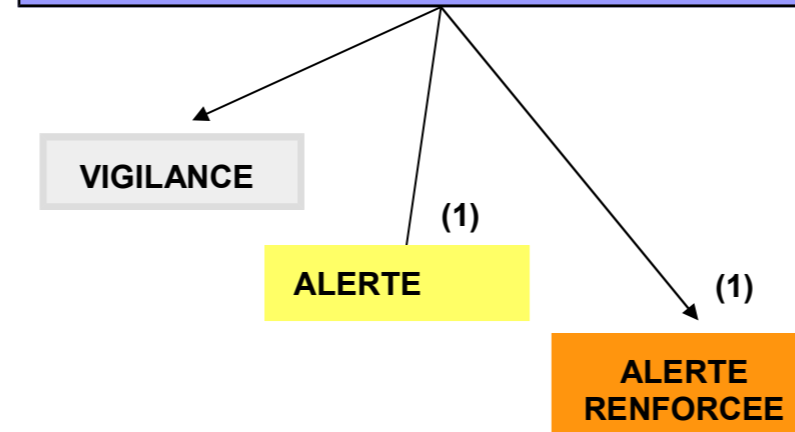 VIGILANCE
(1)
ALERTE
(1)
ALERTE
RENFORCEE